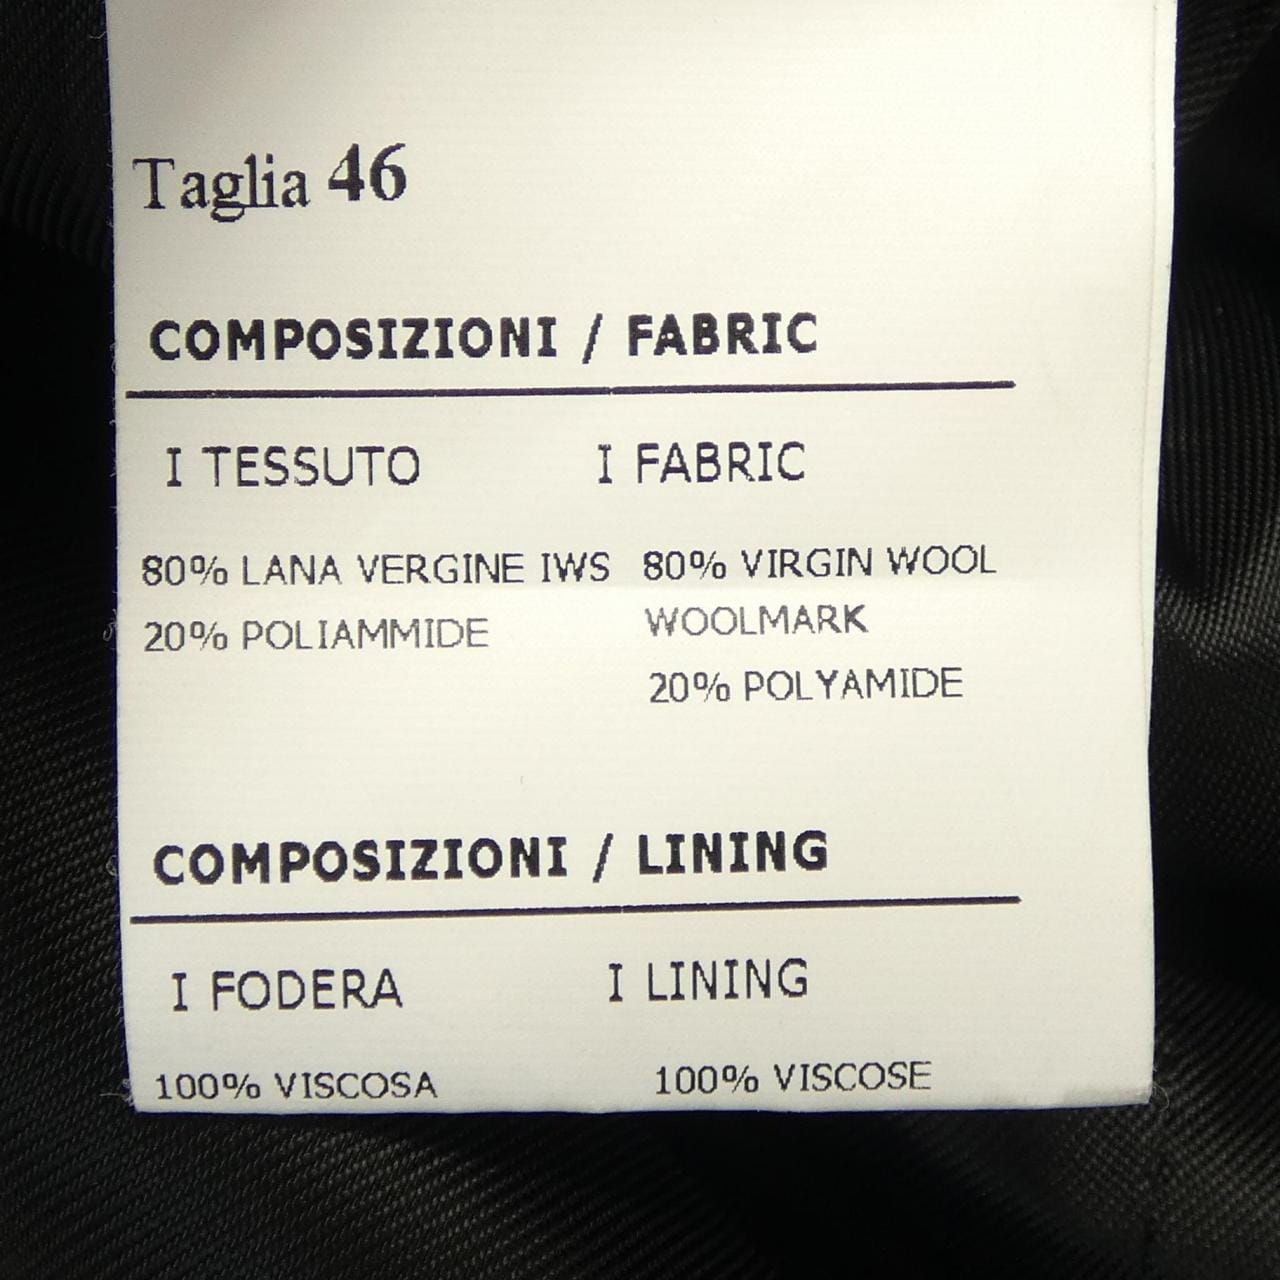 Taglia 46
COMPOSIZIONI / FABRIC
I TESSUTO I FABRIC
80% LANA VERGINE IWS 80% VIRGIN WOOL
WOOLMARK
20% POLIAMMIDE
20% POLYAMIDE
COMPOSIZIONI / LINING
I FODERA I LINING
100% VISCOSA 100% VISCOSE